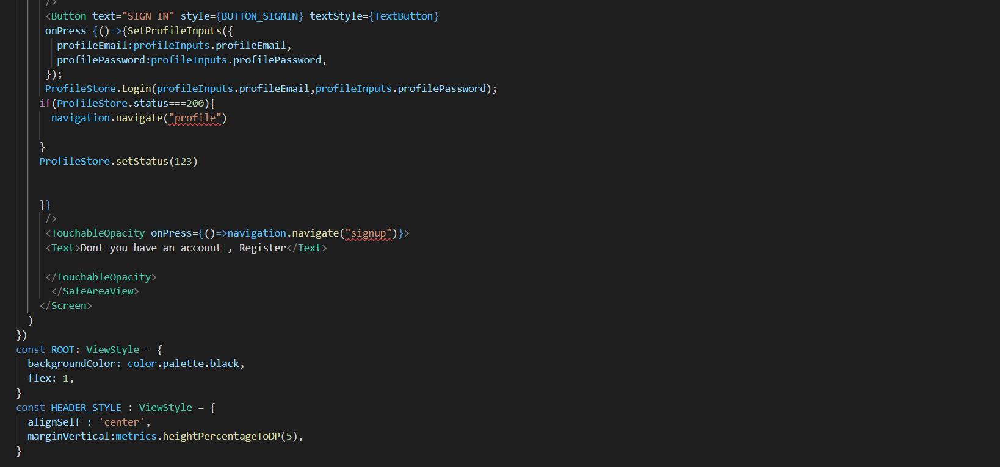 />
<Button text="SIGN IN" style={BUTTON_SIGNIN} textStyle={TextButton}
onPress={()=>{SetProfileInputs({
profileEmail:profileInputs.profileEmail,
profilePassword:profileInputs.profilePassword,
});
ProfileStore.Login(profileInputs.profileEmail,profileInputs.profilePassword);
if(ProfileStore.status===200){
navigation.navigate("profile")
}
ProfileStore.setStatus(123)
}}
/>
<TouchableOpacity onPress={()=>navigation.navigate("signup")}>
<Text>Dont you have an account , Register</Text>
</TouchableOpacity>
</SafeAreaView>
</Screen>
)
})
const ROOT: ViewStyle = {
backgroundColor: color.palette.black,
flex: 1,
}
const HEADER_STYLE : ViewStyle = {
alignSelf : 'center',
marginVertical:metrics.heightPercentageToDP(5),
}